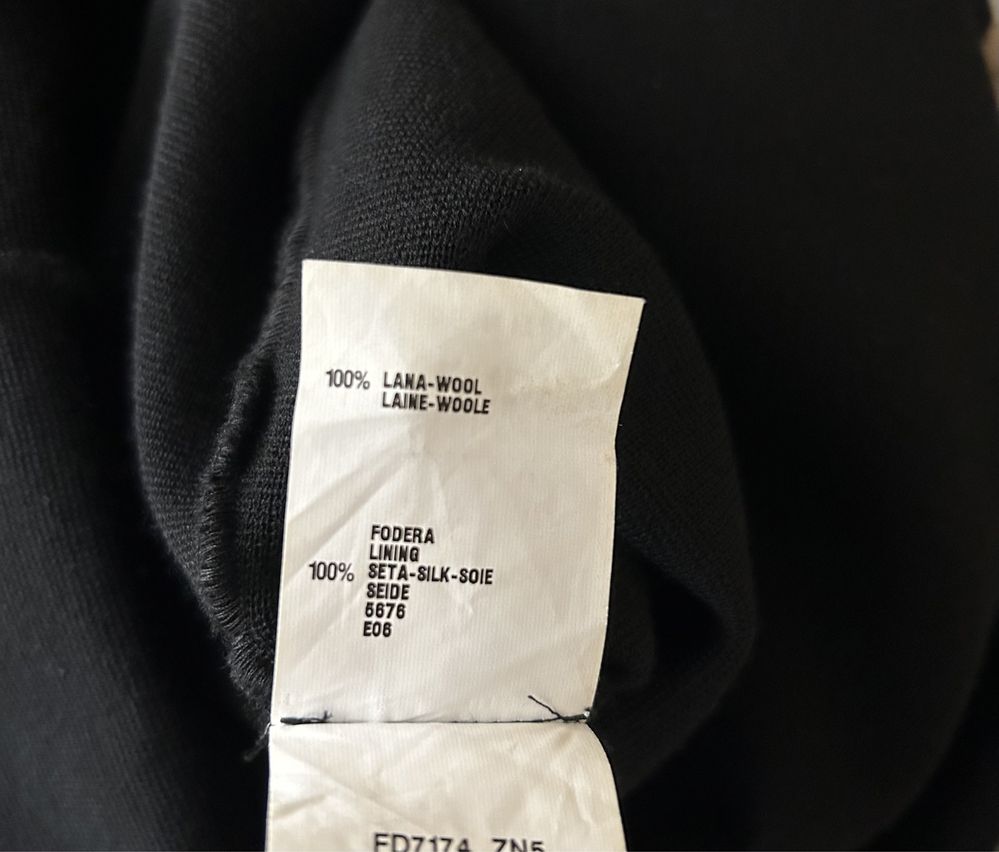 100% LANA-WOOL
LAINE-WOOLE
FODERA
LINING
100% SETA-SILK-SOIE
SEIDE
5676
E06
FD7174 ZN5